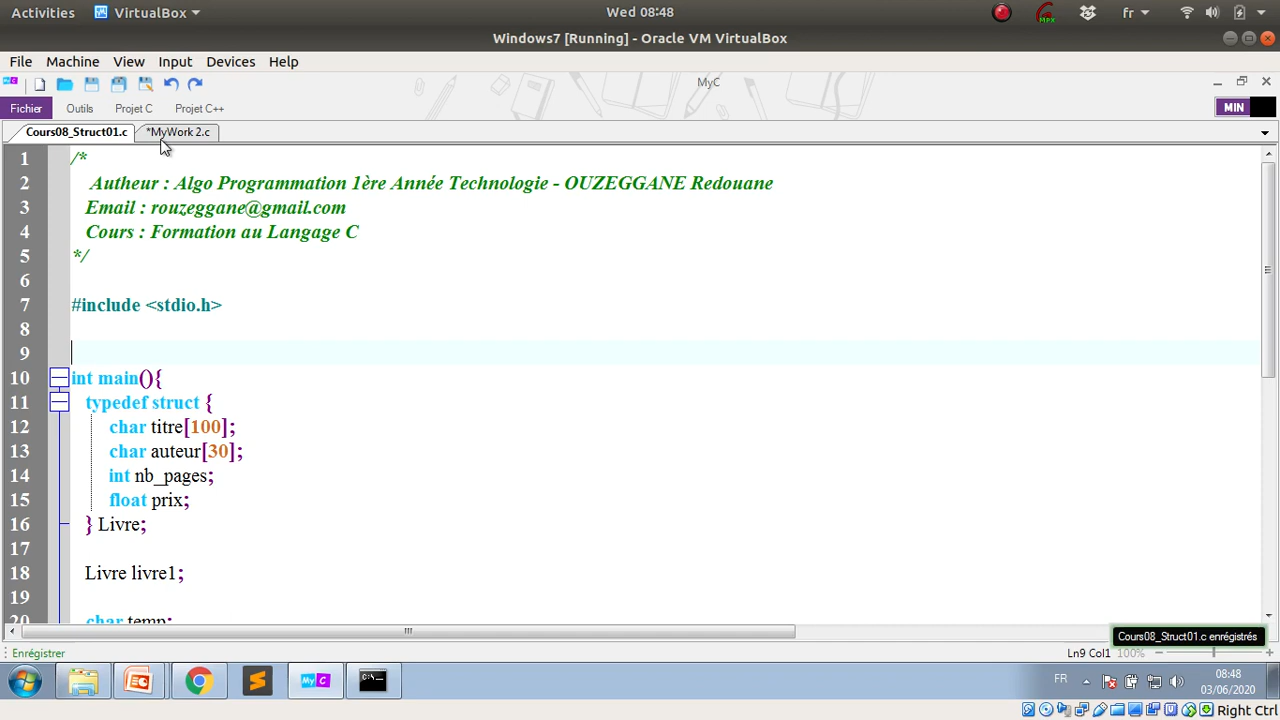 Activities VirtualBox Wed 08:48 fr
Windows7 [Running] - Oracle VM VirtualBox
File Machine View Input Devices Help
MyC
Fichier Outils Projet C Projet C++ MIN
Cours08_Struct01.c *MyWork 2.c
1 /*
2 Autheur : Algo Programmation 1ère Année Technologie - OUZEGGANE Redouane
3 Email : rouzeggane@gmail.com
4 Cours : Formation au Langage C
5 */
6
7 #include <stdio.h>
8
9
10 int main(){
11 typedef struct {
12 char titre[100];
13 char auteur[30];
14 int nb_pages;
15 float prix;
16 } Livre;
17
18 Livre livre1;
19
20 char temp;
Cours08_Struct01.c enrégistrés
Enrégistrer Ln9 Col1 100%
FR 08:48
03/06/2020
Right Ctrl